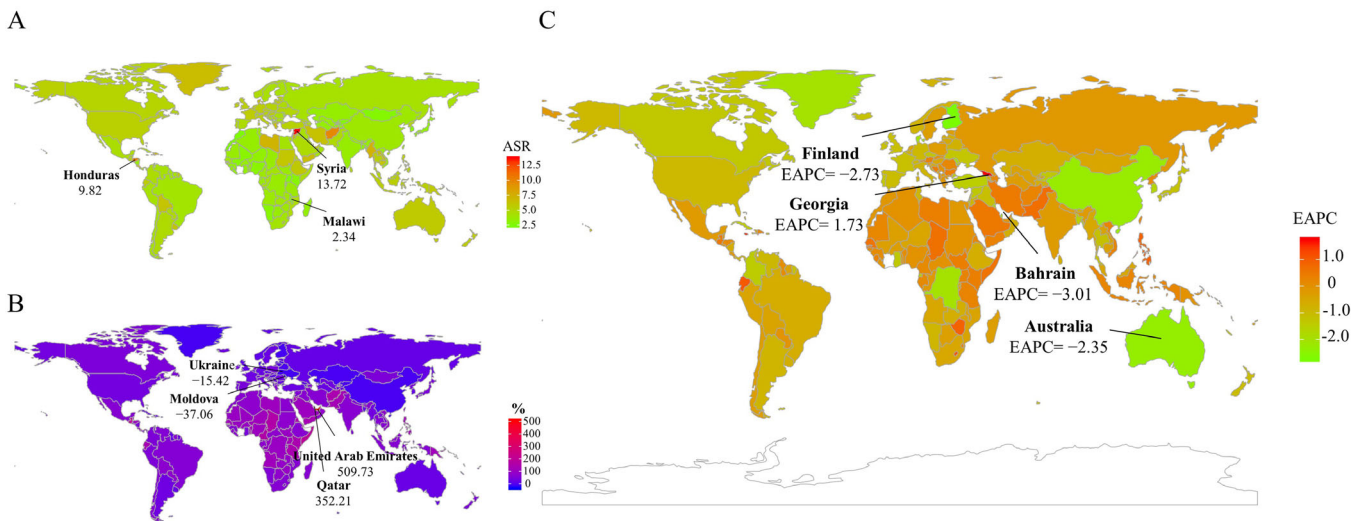 A
Honduras
9.82
Syria
13.72
Malawi
2.34
ASR
12.5
10.0
7.5
5.0
2.5
B
Ukraine
−15.42
Moldova
−37.06
United Arab Emirates
509.73
Qatar
352.21
%
500
400
300
200
100
0
C
Finland
EAPC= −2.73
Georgia
EAPC= 1.73
Bahrain
EAPC= −3.01
Australia
EAPC= −2.35
EAPC
1.0
0
-1.0
-2.0